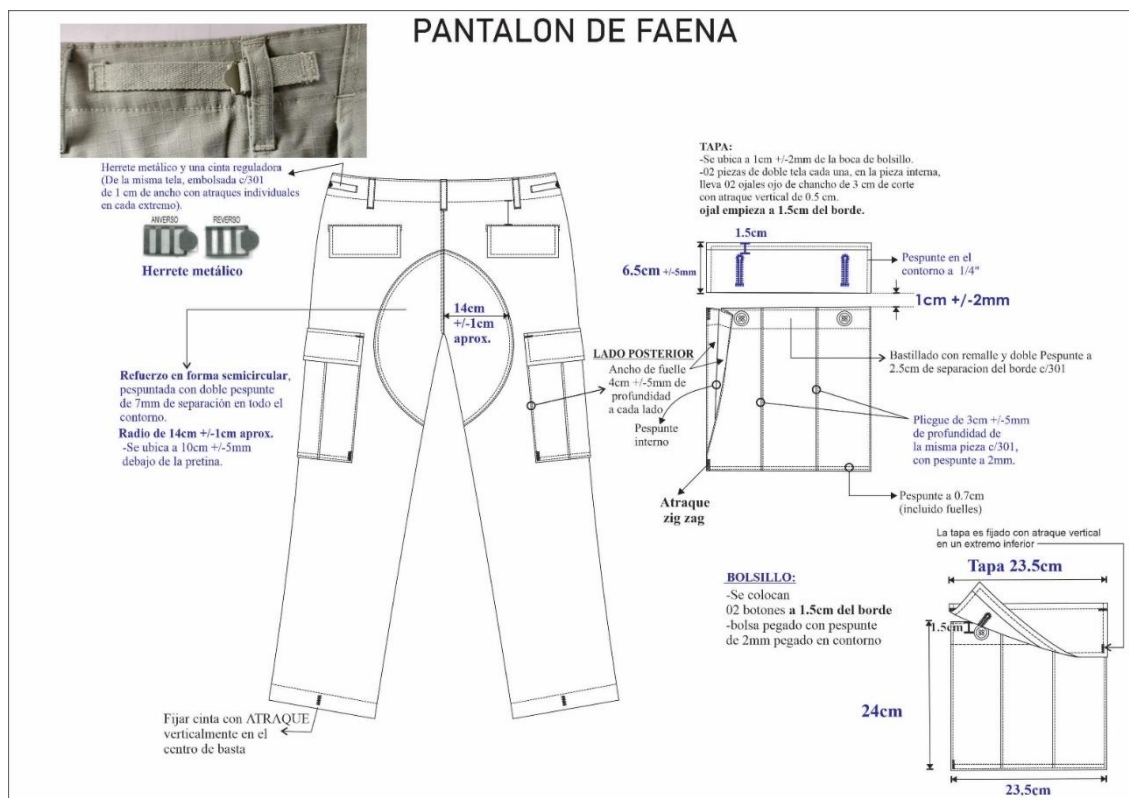 PANTALON DE FAENA
Herrete metálico y una cinta reguladora
(De la misma tela, embolsada c/301
de 1 cm de ancho con atraques individuales
en cada extremo).
ANVERSO
REVERSO
Herrete metálico
14cm
+/-1cm
aprox.
Refuerzo en forma semicircular,
pespuntada con doble pespunte
de 7mm de separación en todo el
contorno.
Radio de 14cm +/-1cm aprox.
-Se ubica a 10cm +/-5mm
debajo de la pretina.
Fijar cinta con ATRAQUE
verticalmente en el
centro de basta
TAPA:
-Se ubica a 1cm +/-2mm de la boca de bolsillo.
-02 piezas de doble tela cada una, en la pieza interna,
lleva 02 ojales ojo de chancho de 3 cm de corte
con atraque vertical de 0.5 cm.
ojal empieza a 1.5cm del borde.
1.5cm
6.5cm +/-5mm
Pespunte en el
contorno a 1/4"
1cm +/-2mm
LADO POSTERIOR
Ancho de fuelle
4cm +/-5mm de
profundidad
a cada lado
Pespunte
interno
Bastillado con remalle y doble Pespunte a
2.5cm de separacion del borde c/301
Pliegue de 3cm +/-5mm
de profundidad de
la misma pieza c/301,
con pespunte a 2mm.
Atraque
zig zag
Pespunte a 0.7cm
(incluido fuelles)
La tapa es fijado con atraque vertical
en un extremo inferior
Tapa 23.5cm
BOLSILLO:
-Se colocan
02 botones a 1.5cm del borde
-bolsa pegado con pespunte
de 2mm pegado en contorno
1.5cm
24cm
23,5cm